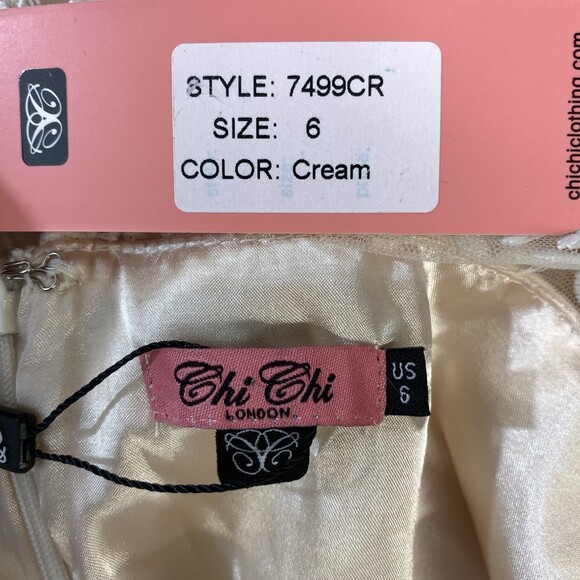 STYLE: 7499CR
SIZE: 6
COLOR: Cream
chichiclothing.com
Chi Chi
LONDON
US
6